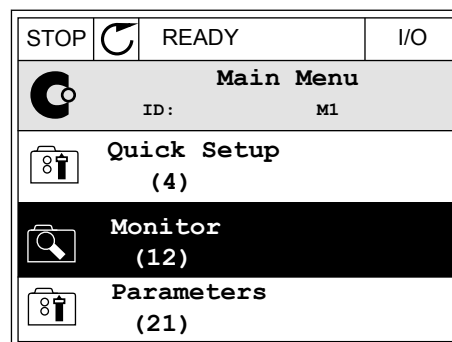 STOP READY I/O
Main Menu
ID: M1
Quick Setup
(4)
Monitor
(12)
Parameters
(21)